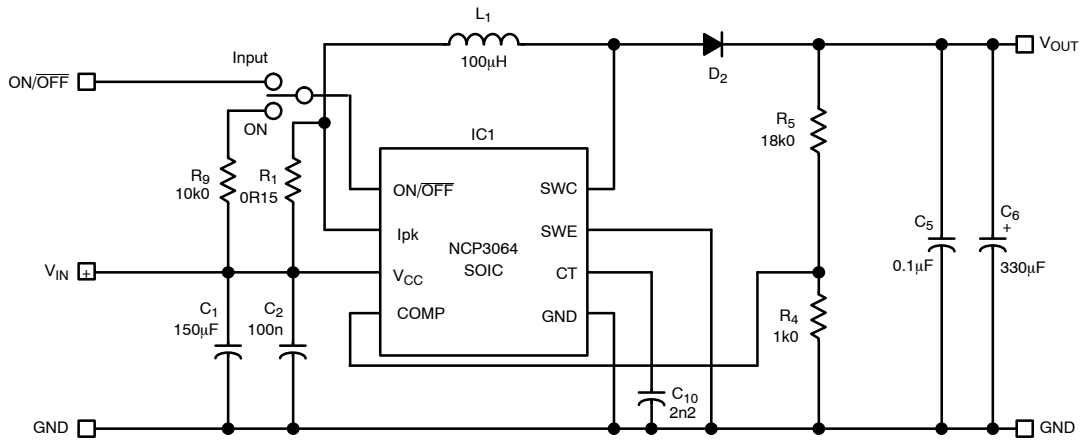 L1
100μH
VOUT
Input
ON/OFF
D2
ON
IC1
R5
18k0
R9
10k0
R1
0R15
ON/OFF
SWC
Ipk
SWE
NCP3064
SOIC
C5
0.1μF
C6
+
330μF
VIN
+
VCC
CT
COMP
GND
C1
150μF
C2
100n
R4
1k0
C10
2n2
GND
GND